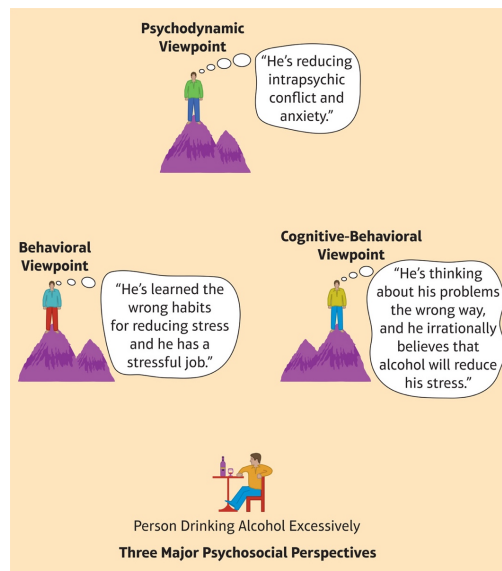 Psychodynamic
Viewpoint
“He’s reducing
intrapsychic
conflict and
anxiety.”
Behavioral
Viewpoint
“He’s learned the
wrong habits
for reducing stress
and he has a
stressful job.”
Cognitive-Behavioral
Viewpoint
“He’s thinking
about his problems
the wrong way,
and he irrationally
believes that
alcohol will reduce
his stress.”
Person Drinking Alcohol Excessively
Three Major Psychosocial Perspectives